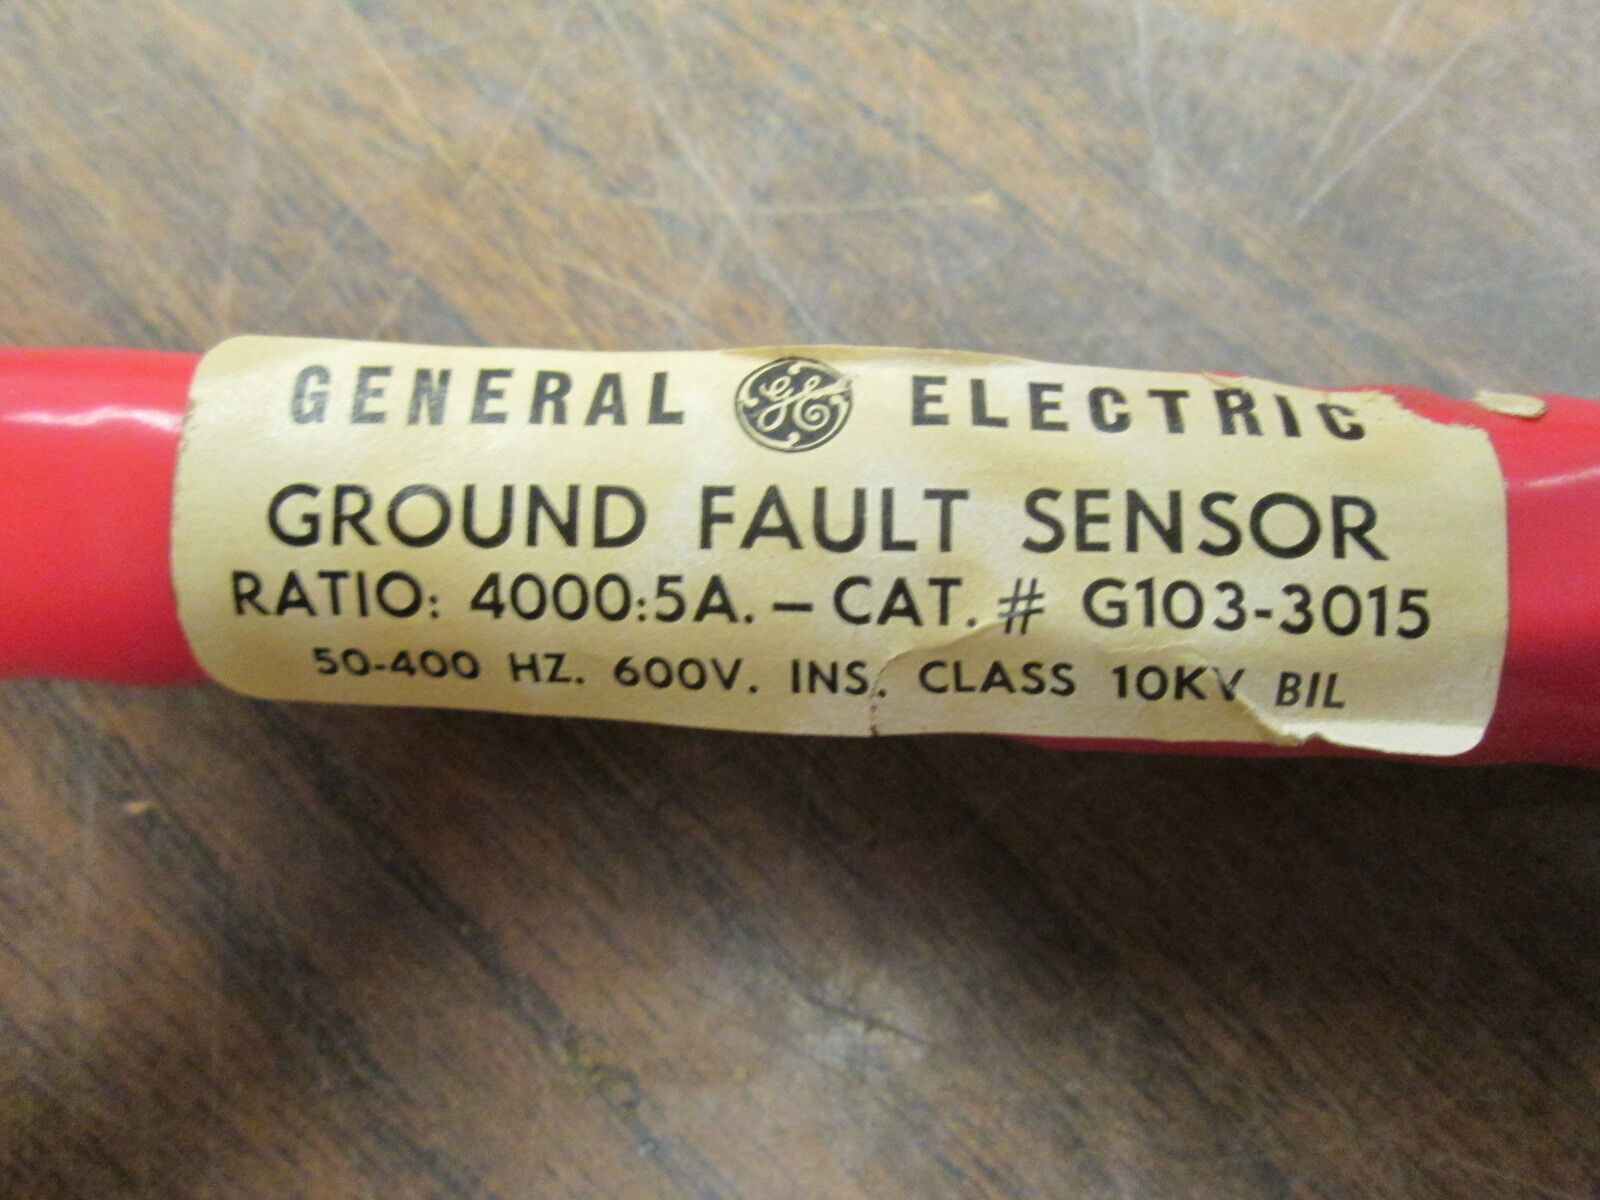 GENERAL GE ELECTRIC
GROUND FAULT SENSOR
RATIO: 4000:5A. – CAT. # G103-3015
50-400 HZ. 600V. INS. CLASS 10KV BIL